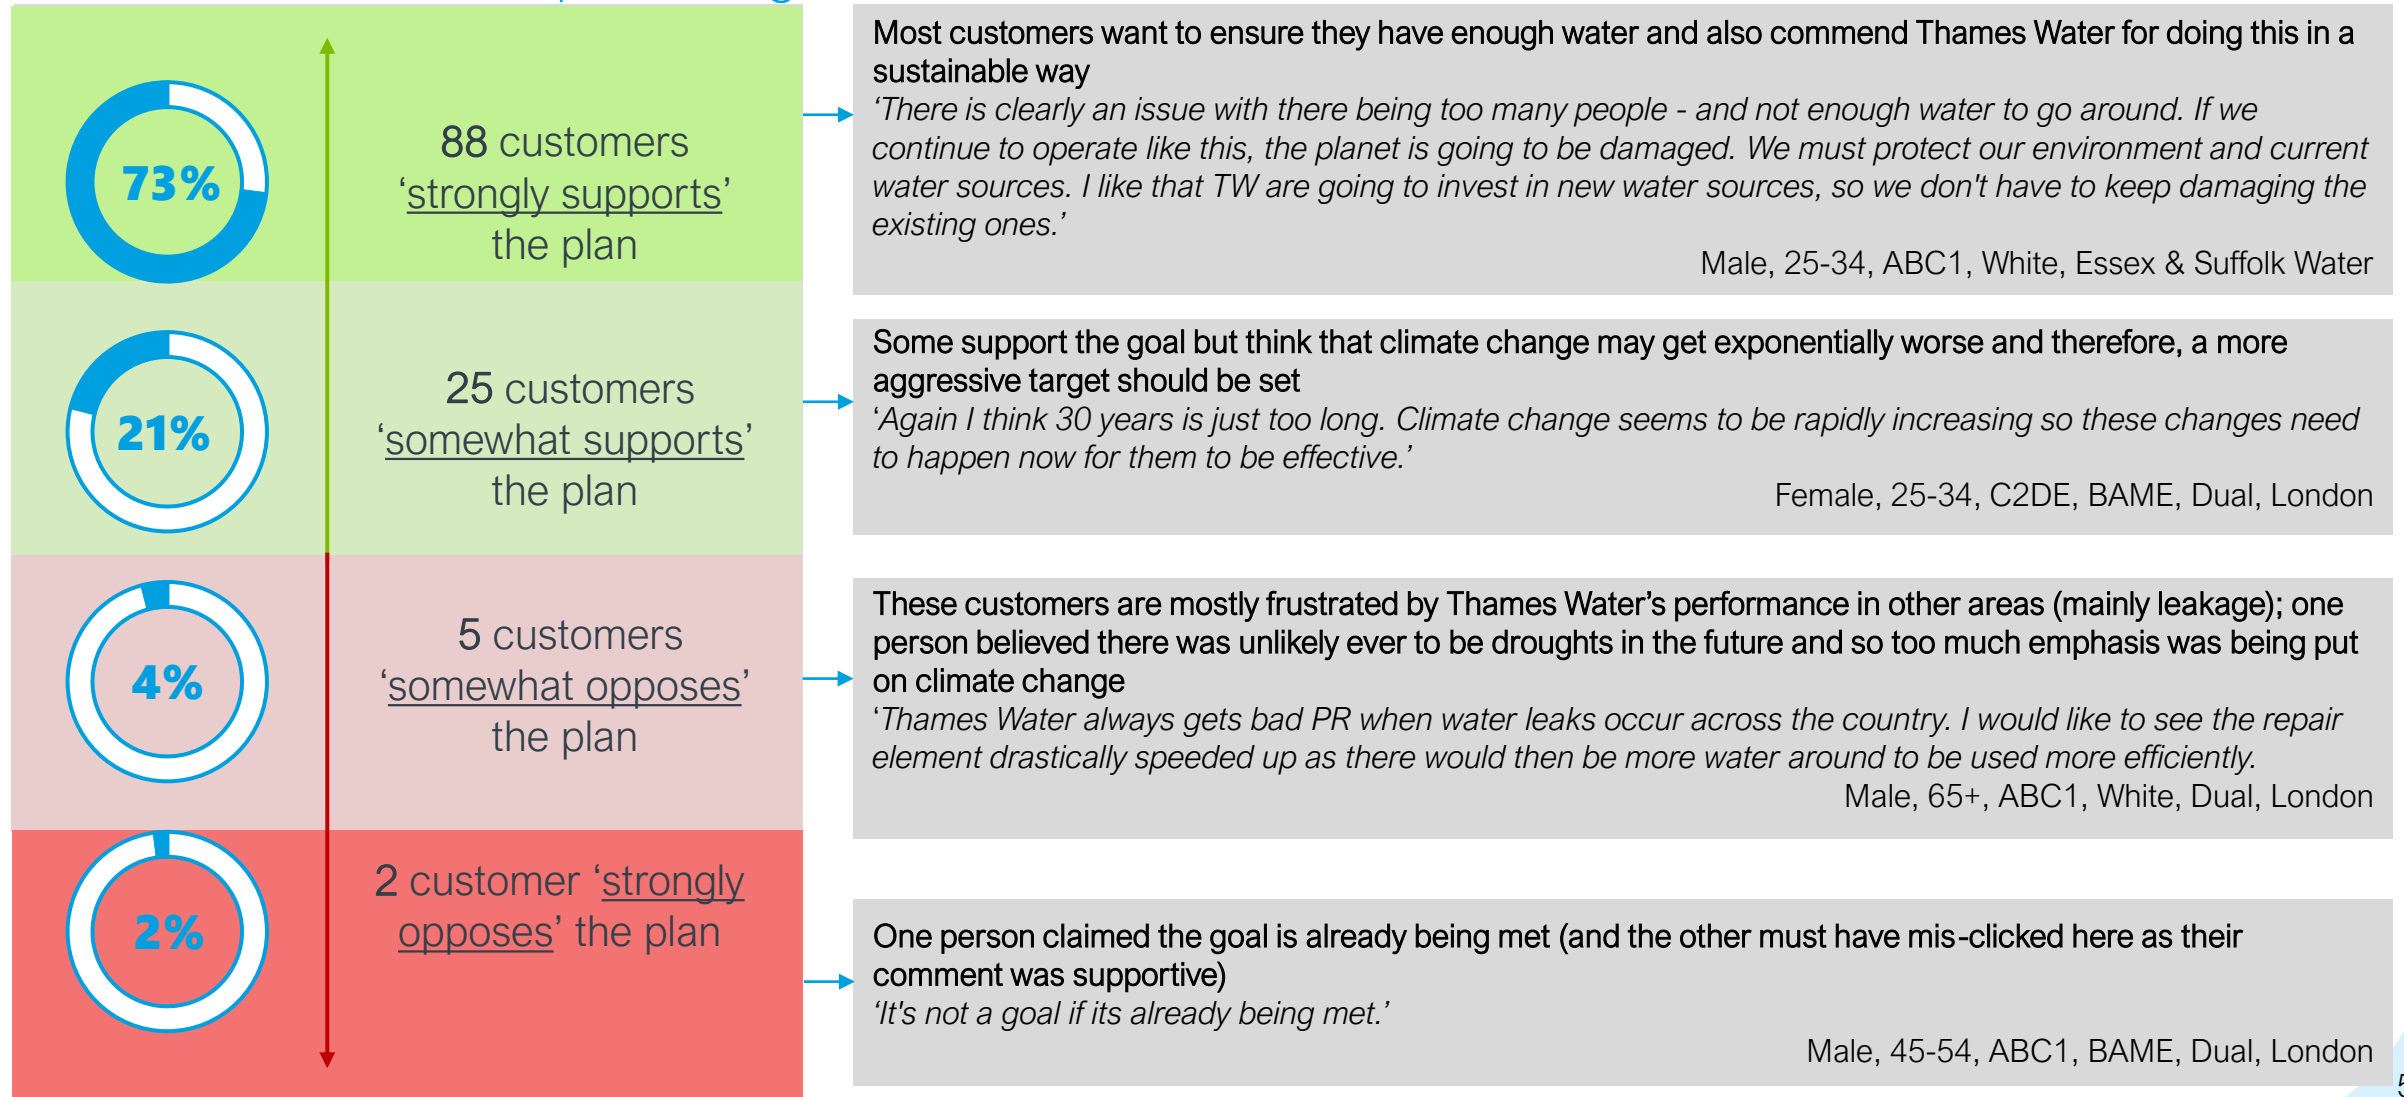 73%
88 customers
‘strongly supports’
the plan
Most customers want to ensure they have enough water and also commend Thames Water for doing this in a
sustainable way
‘There is clearly an issue with there being too many people - and not enough water to go around. If we
continue to operate like this, the planet is going to be damaged. We must protect our environment and current
water sources. I like that TW are going to invest in new water sources, so we don't have to keep damaging the
existing ones.’
Male, 25-34, ABC1, White, Essex & Suffolk Water
21%
25 customers
‘somewhat supports’
the plan
Some support the goal but think that climate change may get exponentially worse and therefore, a more
aggressive target should be set
‘Again I think 30 years is just too long. Climate change seems to be rapidly increasing so these changes need
to happen now for them to be effective.’
Female, 25-34, C2DE, BAME, Dual, London
4%
5 customers
‘somewhat opposes’
the plan
These customers are mostly frustrated by Thames Water’s performance in other areas (mainly leakage); one
person believed there was unlikely ever to be droughts in the future and so too much emphasis was being put
on climate change
‘Thames Water always gets bad PR when water leaks occur across the country. I would like to see the repair
element drastically speeded up as there would then be more water around to be used more efficiently.
Male, 65+, ABC1, White, Dual, London
2%
2 customer ‘strongly
opposes’ the plan
One person claimed the goal is already being met (and the other must have mis-clicked here as their
comment was supportive)
‘It's not a goal if its already being met.’
Male, 45-54, ABC1, BAME, Dual, London